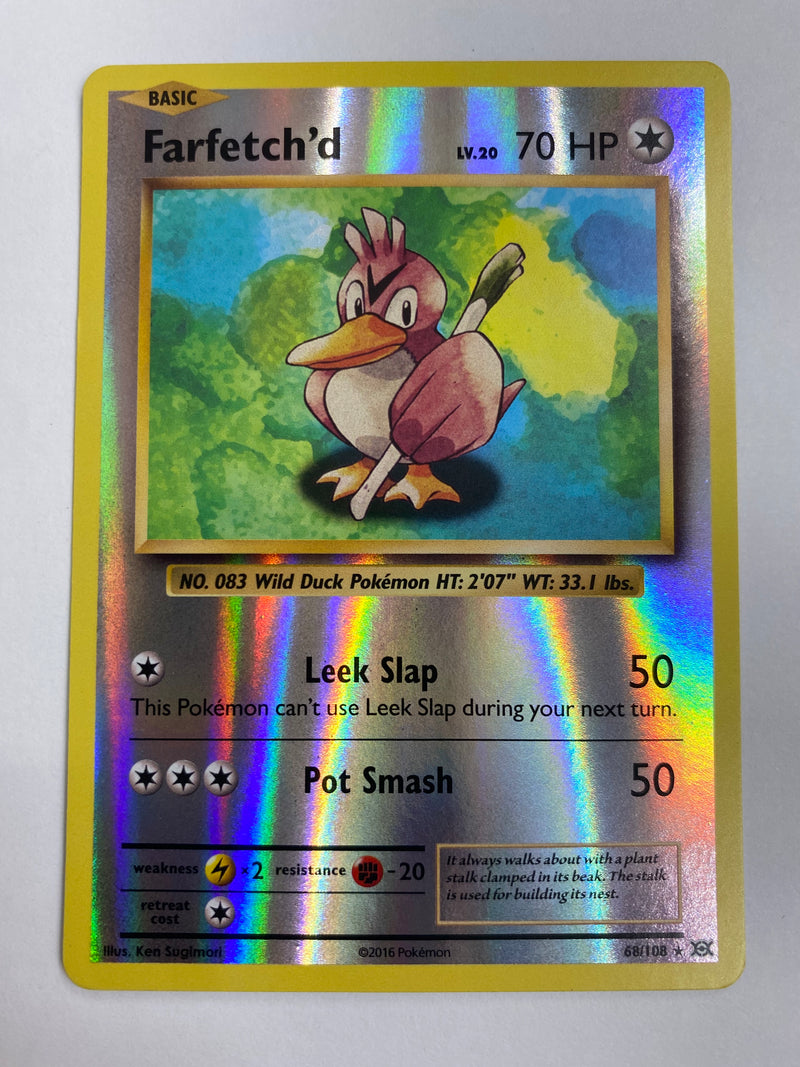 BASIC
Farfetch'd LV.20 70 HP
NO. 083 Wild Duck Pokémon HT: 2'07" WT: 33.1 lbs.
Leek Slap 50
This Pokémon can't use Leek Slap during your next turn.
Pot Smash 50
weakness ×2 resistance -20
retreat
cost
It always walks about with a plant
stalk clamped in its beak. The stalk
is used for building its nest.
Illus. Ken Sugimori ©2016 Pokémon 68/108 ★